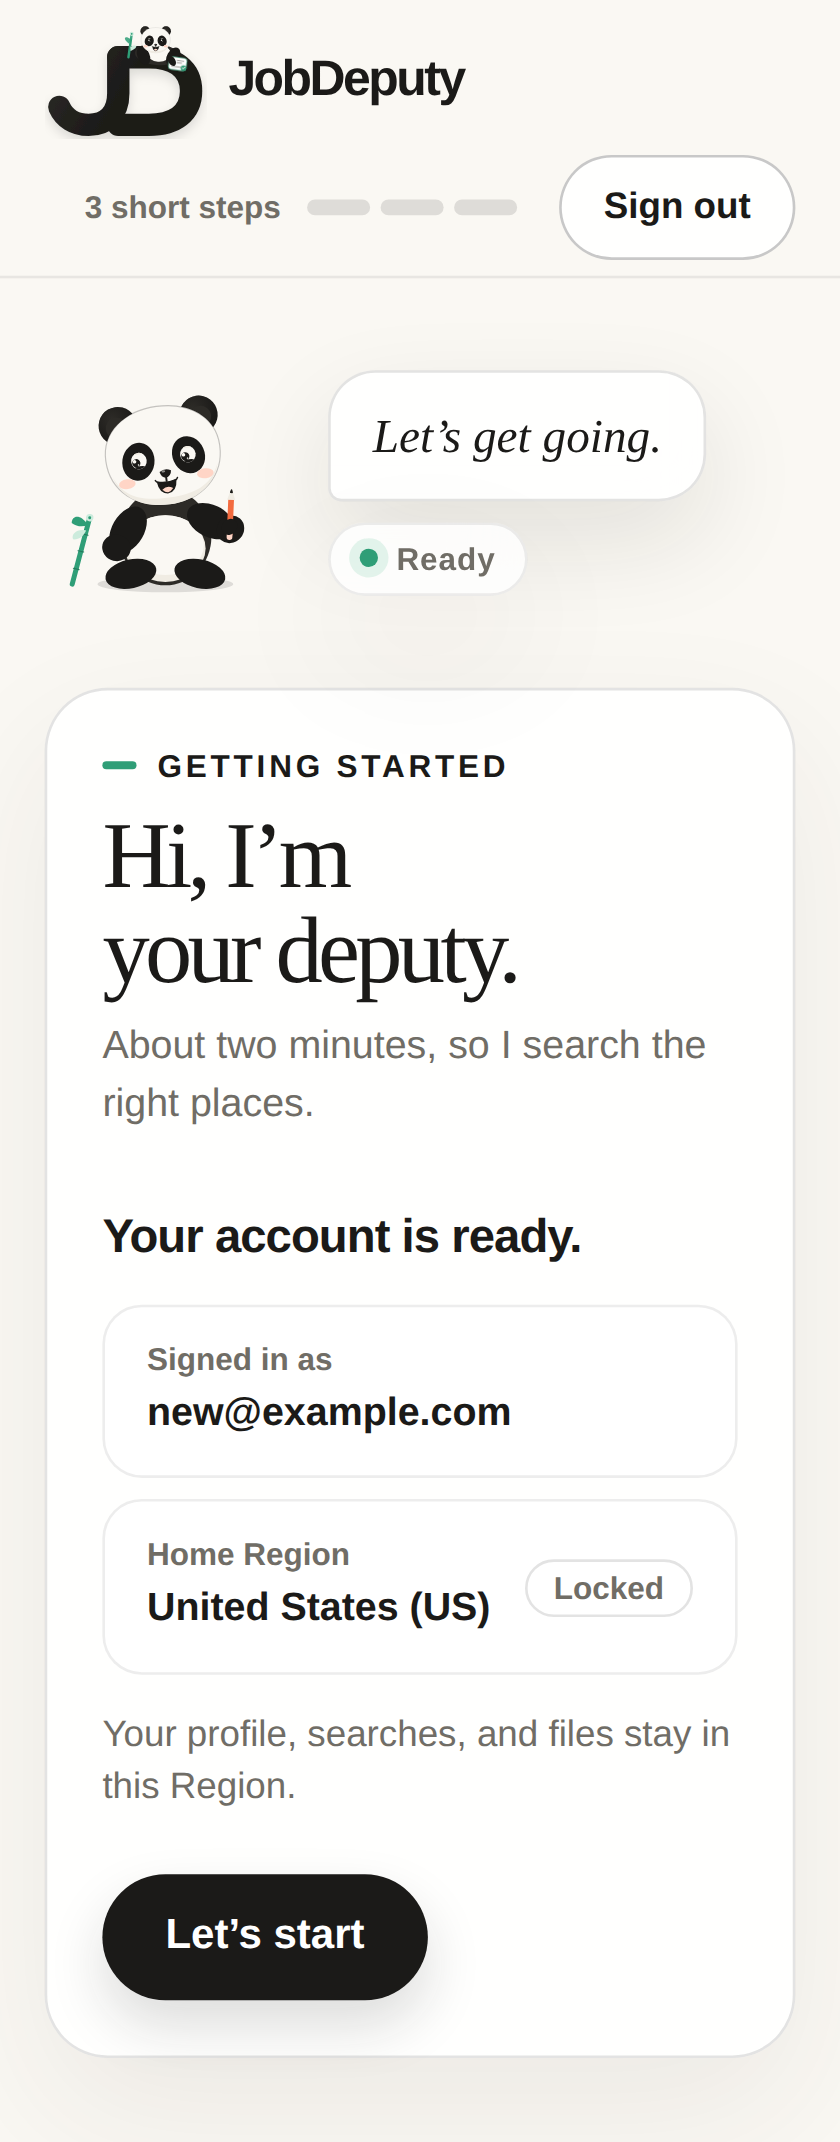 JD JobDeputy
3 short steps
Sign out
Let’s get going.
Ready
GETTING STARTED
Hi, I’m
your deputy.
About two minutes, so I search the
right places.
Your account is ready.
Signed in as
new@example.com
Home Region
United States (US)
Locked
Your profile, searches, and files stay in
this Region.
Let’s start